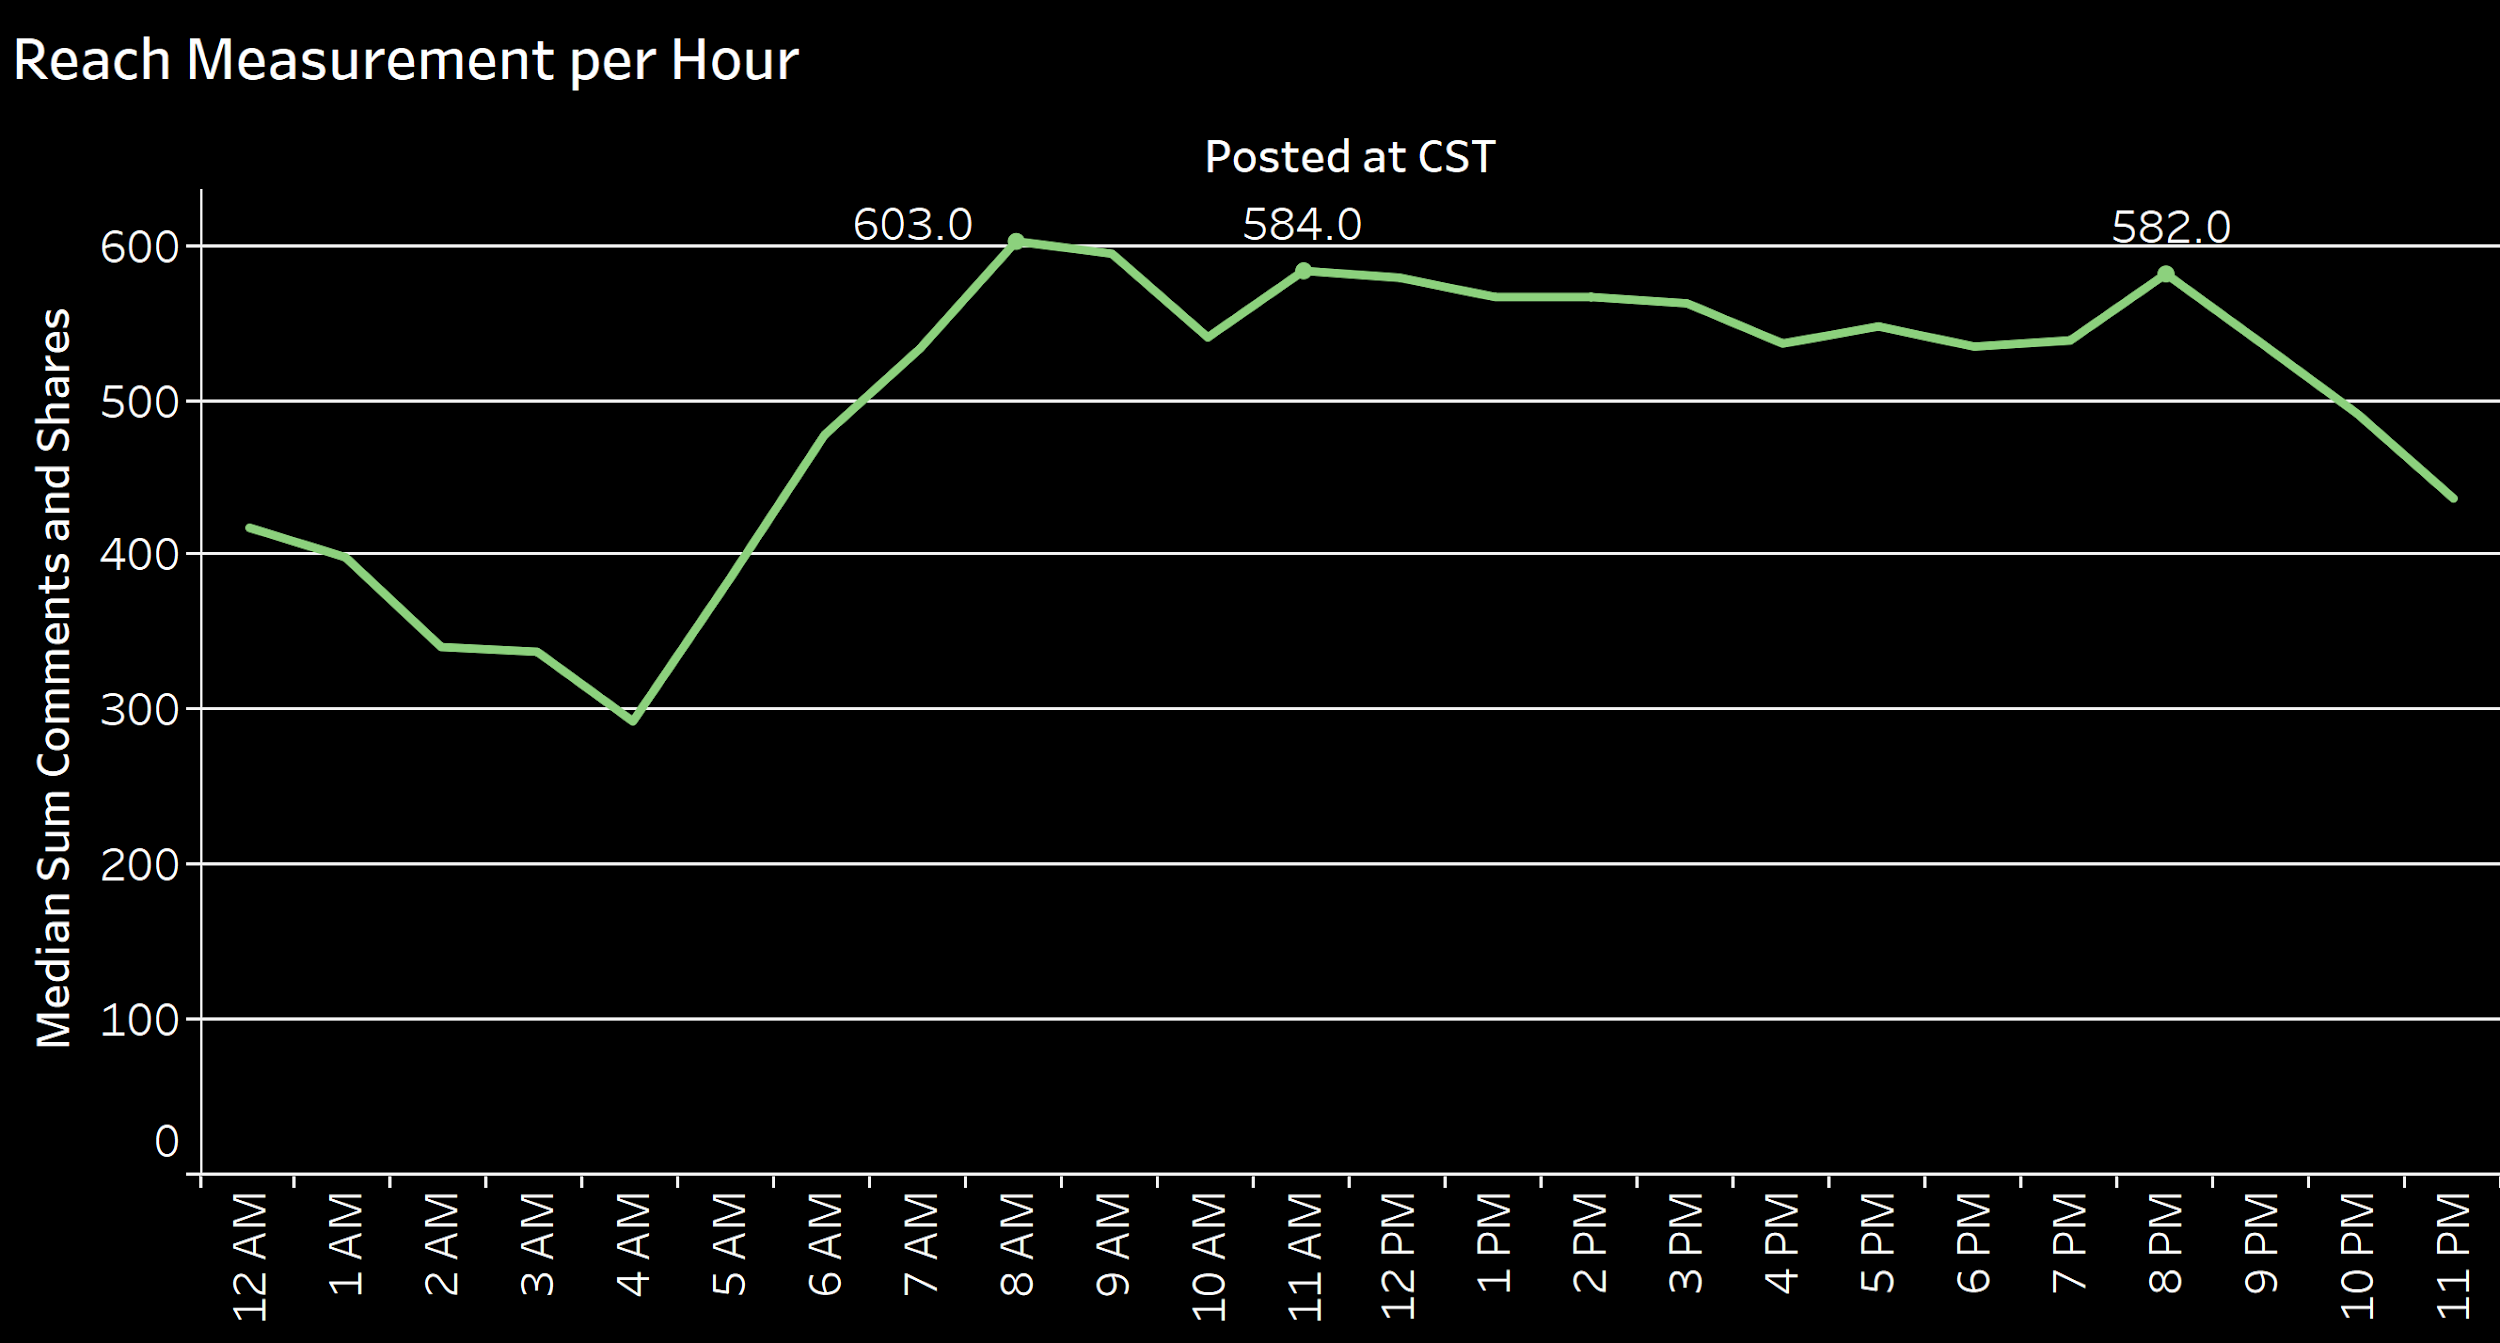 Reach Measurement per Hour
Posted at CST
603.0
584.0
582.0
Median Sum Comments and Shares
600
500
400
300
200
100
0
12 AM
1 AM
2 AM
3 AM
4 AM
5 AM
6 AM
7 AM
8 AM
9 AM
10 AM
11 AM
12 PM
1 PM
2 PM
3 PM
4 PM
5 PM
6 PM
7 PM
8 PM
9 PM
10 PM
11 PM